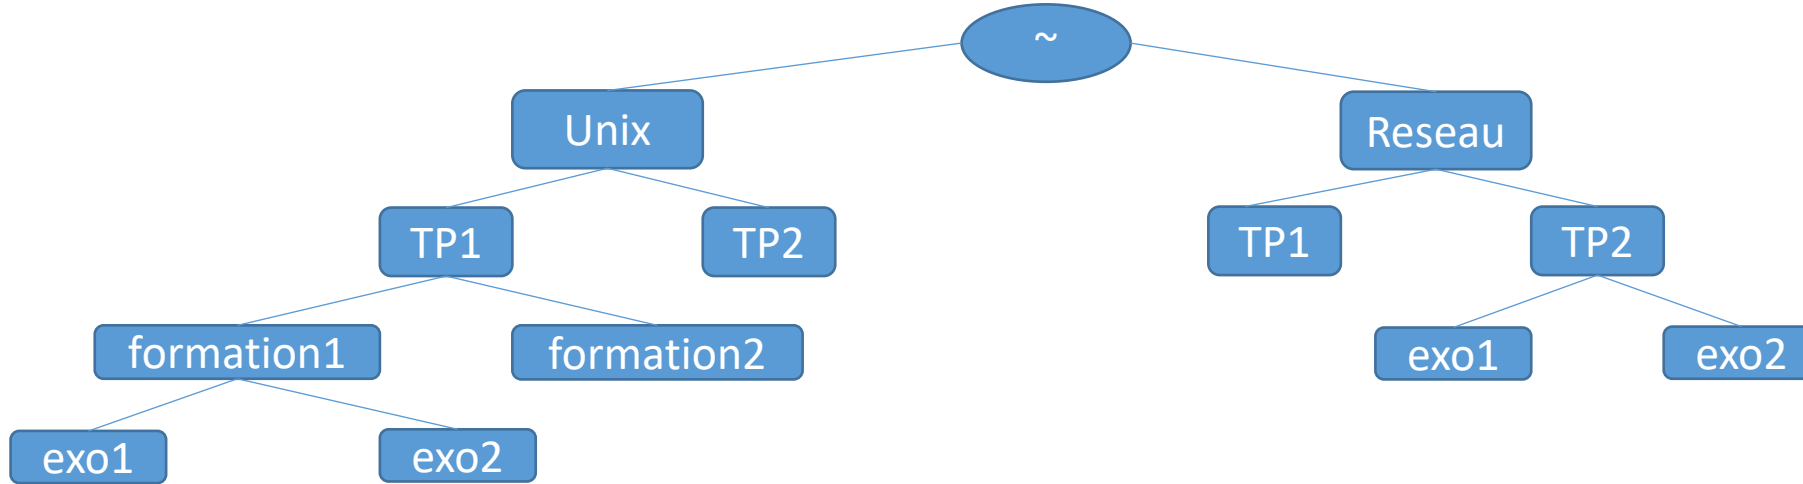 ~
Unix
Reseau
TP1
TP2
TP1
TP2
formation1
formation2
exo1
exo2
exo1
exo2